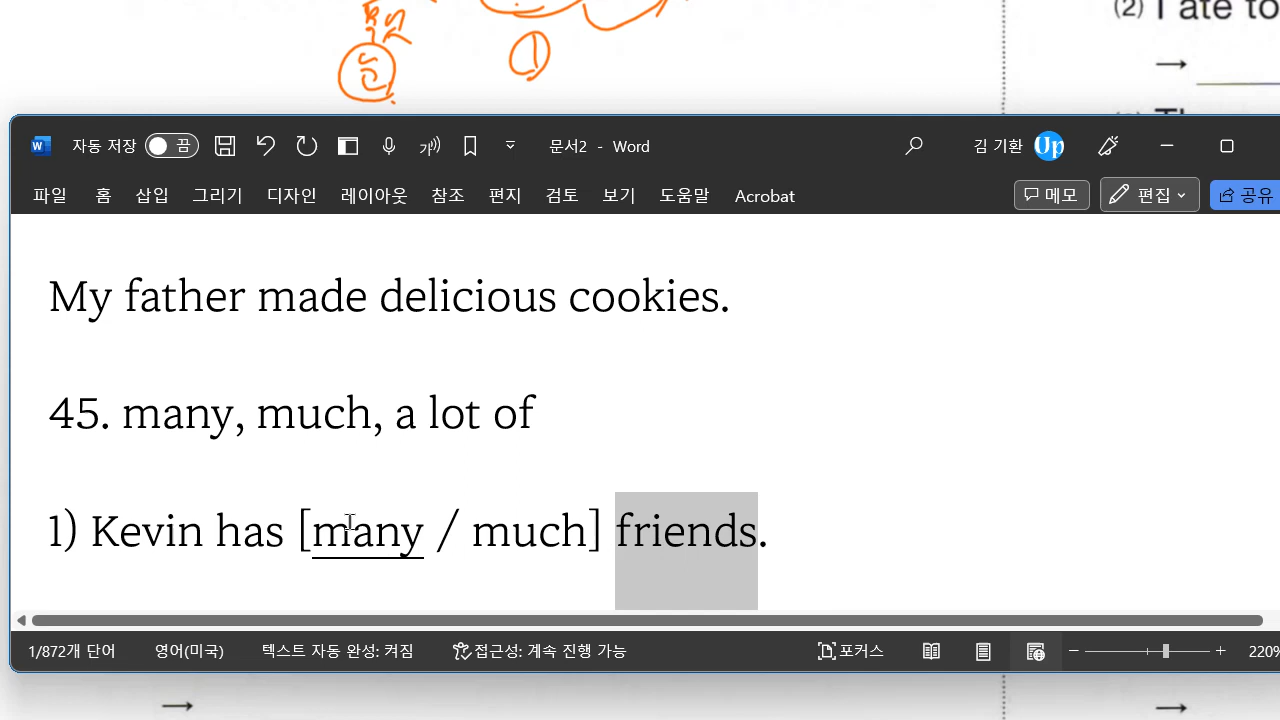 (2) I ate to
①
자동 저장 끔 문서2 - Word 김 기환 Up
파일 홈 삽입 그리기 디자인 레이아웃 참조 편지 검토 보기 도움말 Acrobat 메모 편집 공유
My father made delicious cookies.
45. many, much, a lot of
1) Kevin has [many / much] friends.
1/872개 단어 영어(미국) 텍스트 자동 완성: 켜짐 접근성: 계속 진행 가능 포커스 220%